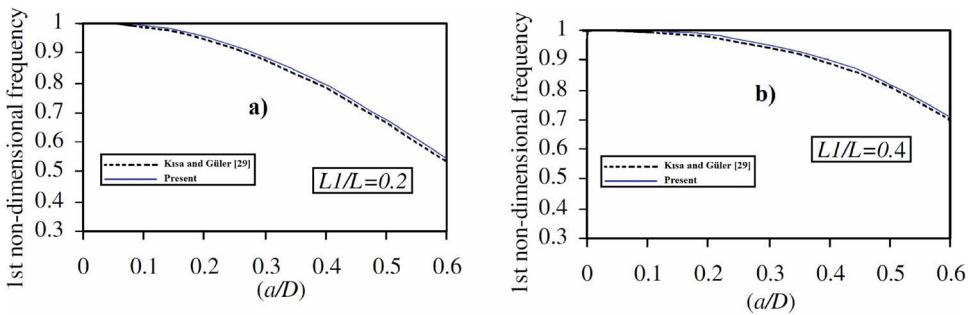 1st non-dimensional frequency
1
0.9
0.8
0.7
0.6
0.5
0.4
0.3
0 0.1 0.2 0.3 0.4 0.5 0.6
(a/D)
a)
Kısa and Güler [29]
Present
L1/L=0.2
1st non-dimensional frequency
1
0.9
0.8
0.7
0.6
0.5
0.4
0.3
0 0.1 0.2 0.3 0.4 0.5 0.6
(a/D)
b)
Kısa and Güler [29]
Present
L1/L=0.4